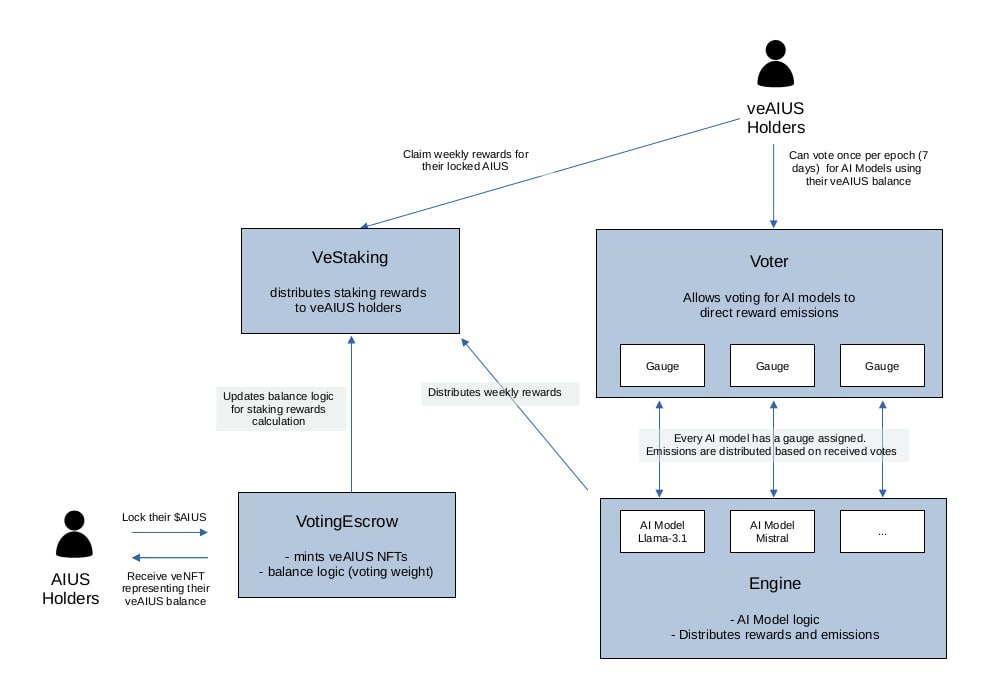 veAIUS
Holders
Claim weekly rewards for
their locked AIUS
Can vote once per epoch (7
days)  for AI Models using
their veAIUS balance
VeStaking
distributes staking rewards
to veAIUS holders
Voter
Allows voting for AI models to
direct reward emissions
Gauge
Gauge
Gauge
Updates balance logic
for staking rewards
calculation
Distributes weekly rewards
Every AI model has a gauge assigned.
Emissions are distributed based on received votes
AIUS
Holders
Lock their $AIUS
Receive veNFT
representing their
veAIUS balance
VotingEscrow
- mints veAIUS NFTs
- balance logic (voting weight)
AI Model
Llama-3.1
AI Model
Mistral
...
Engine
- AI Model logic
- Distributes rewards and emissions